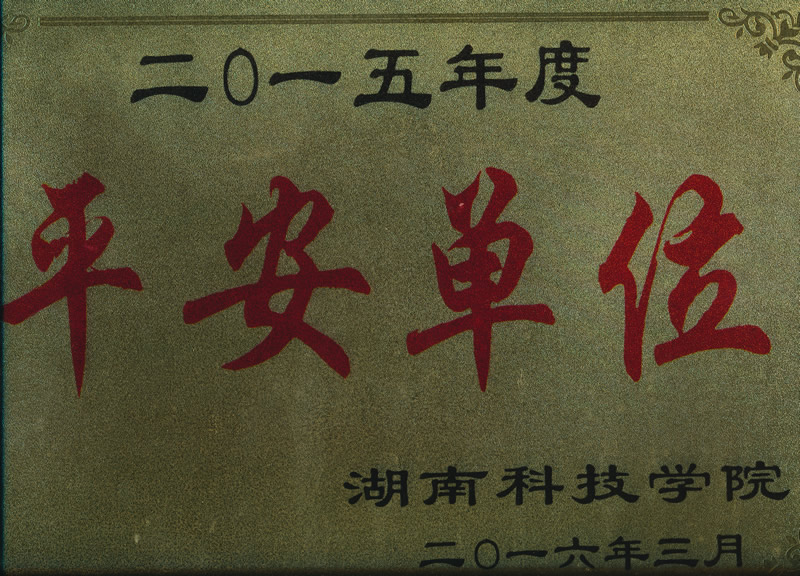 二〇一五年度
平安单位
湖南科技学院
二〇一六年三月